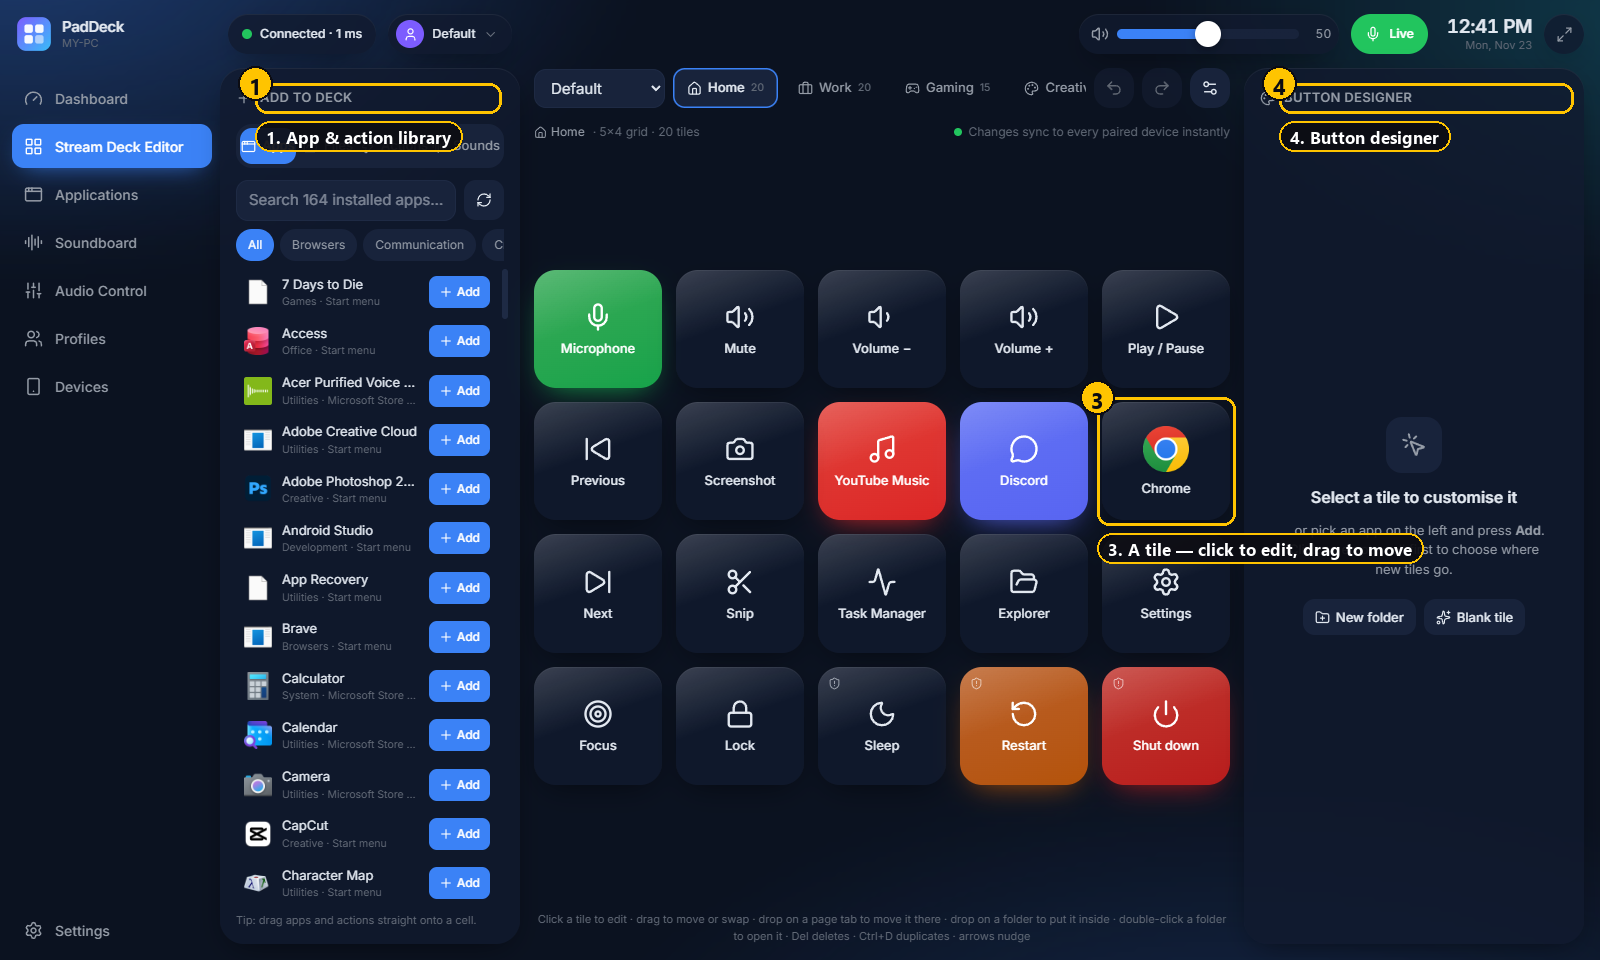 PadDeck
MY-PC
Connected · 1 ms
Default
50
Live
12:41 PM
Mon, Nov 23
Dashboard
Stream Deck Editor
Applications
Soundboard
Audio Control
Profiles
Devices
Settings
1
ADD TO DECK
1. App & action library
Search 164 installed apps...
All
Browsers
Communication
C
7 Days to Die
Games · Start menu
Add
Access
Office · Start menu
Add
Acer Purified Voice ...
Utilities · Microsoft Store ...
Add
Adobe Creative Cloud
Utilities · Start menu
Add
Adobe Photoshop 2...
Creative · Start menu
Add
Android Studio
Development · Start menu
Add
App Recovery
Utilities · Start menu
Add
Brave
Browsers · Start menu
Add
Calculator
System · Microsoft Store ...
Add
Calendar
Utilities · Microsoft Store ...
Add
Camera
Utilities · Microsoft Store ...
Add
CapCut
Creative · Start menu
Add
Character Map
Utilities · Start menu
Add
Tip: drag apps and actions straight onto a cell.
Default
Home 20
Work 20
Gaming 15
Creativ
Home · 5×4 grid · 20 tiles
Changes sync to every paired device instantly
Microphone
Mute
Volume −
Volume +
Play / Pause
Previous
Screenshot
YouTube Music
Discord
3
Chrome
3. A tile — click to edit, drag to move
Next
Snip
Task Manager
Explorer
Settings
Focus
Lock
Sleep
Restart
Shut down
Click a tile to edit · drag to move or swap · drop on a page tab to move it there · drop on a folder to put it inside · double-click a folder
to open it · Del deletes · Ctrl+D duplicates · arrows nudge
4
BUTTON DESIGNER
4. Button designer
Select a tile to customise it
or pick an app on the left and press Add.
to choose where
new tiles go.
New folder
Blank tile